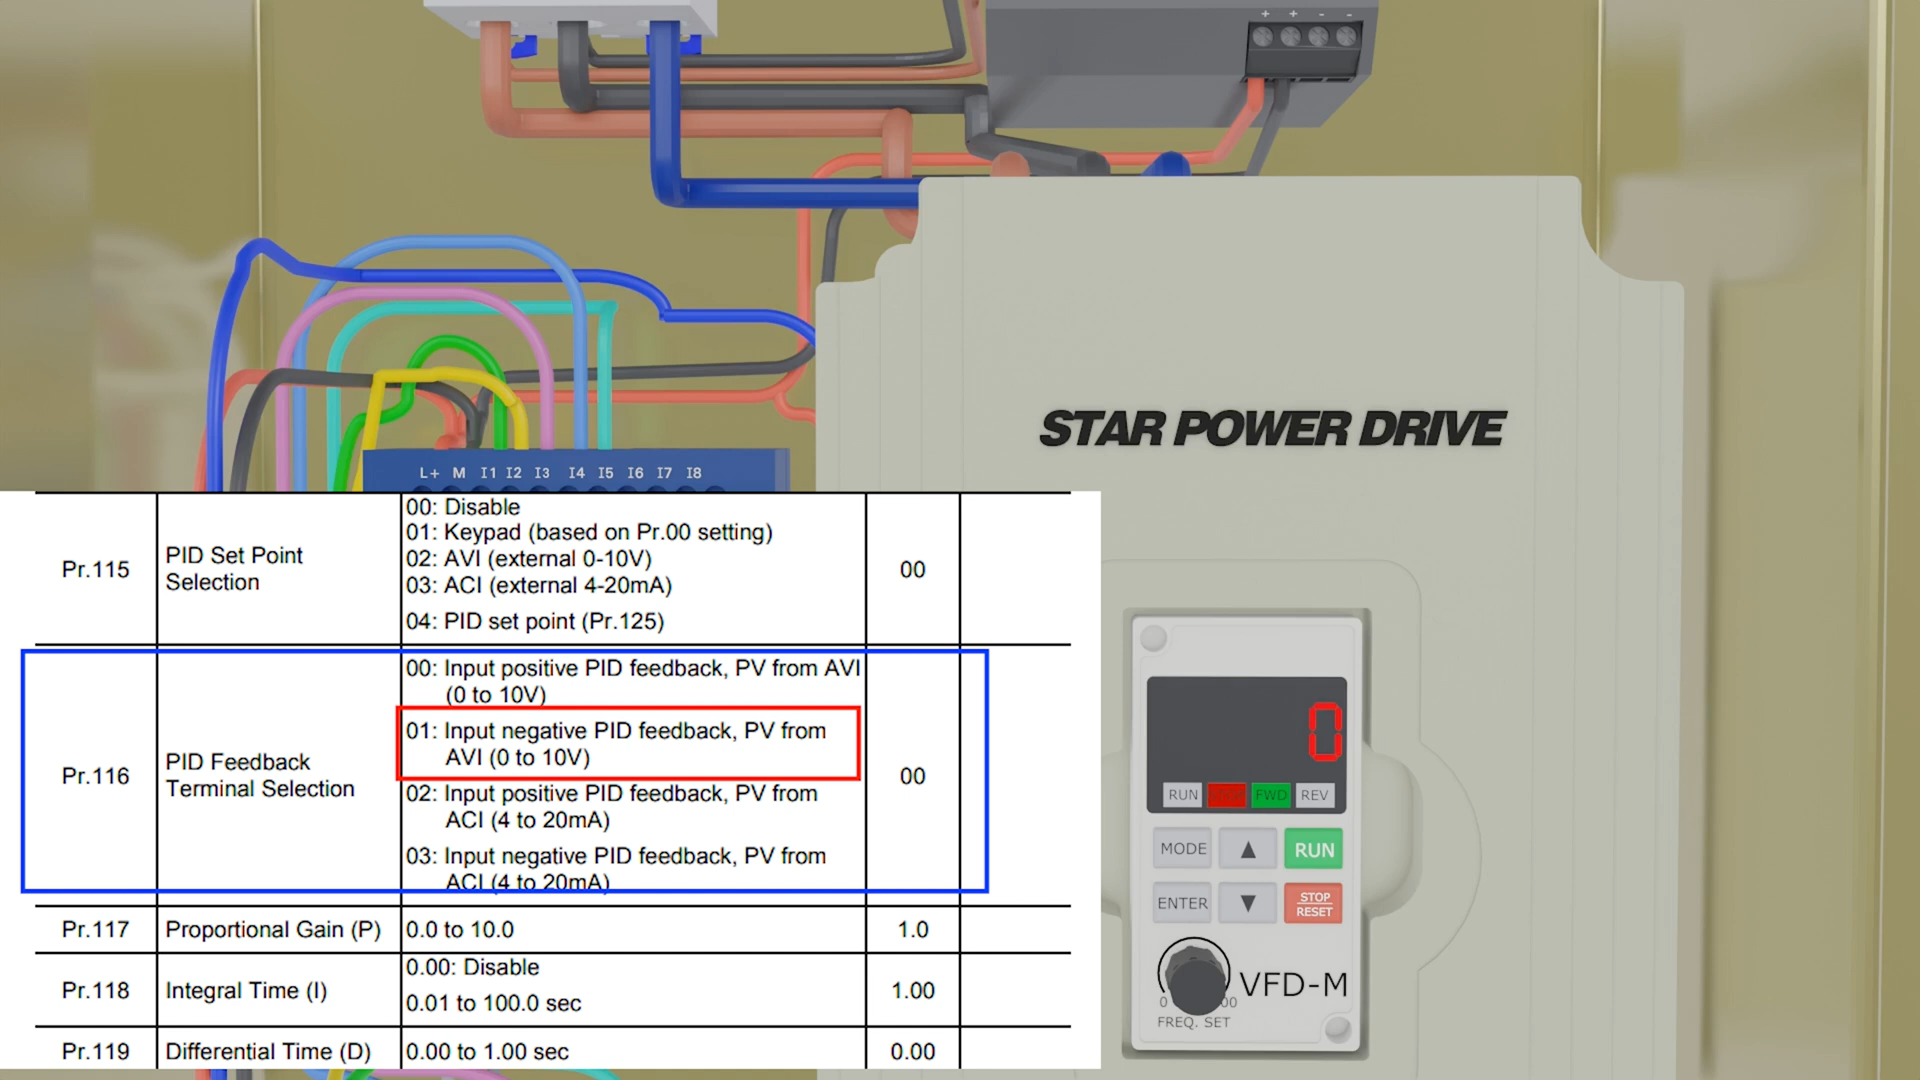 + + - -
STAR POWER DRIVE
L+ M I1 I2 I3 I4 I5 I6 I7 I8
Pr.115
PID Set Point
Selection
00: Disable
01: Keypad (based on Pr.00 setting)
02: AVI (external 0-10V)
03: ACI (external 4-20mA)
04: PID set point (Pr.125)
00
Pr.116
PID Feedback
Terminal Selection
00: Input positive PID feedback, PV from AVI
(0 to 10V)
01: Input negative PID feedback, PV from
AVI (0 to 10V)
02: Input positive PID feedback, PV from
ACI (4 to 20mA)
03: Input negative PID feedback, PV from
ACI (4 to 20mA)
00
Pr.117
Proportional Gain (P)
0.0 to 10.0
1.0
Pr.118
Integral Time (I)
0.00: Disable
0.01 to 100.0 sec
1.00
Pr.119
Differential Time (D)
0.00 to 1.00 sec
0.00
0
RUN FWD REV
MODE RUN
ENTER STOP
RESET
VFD-M
0 00
FREQ. SET